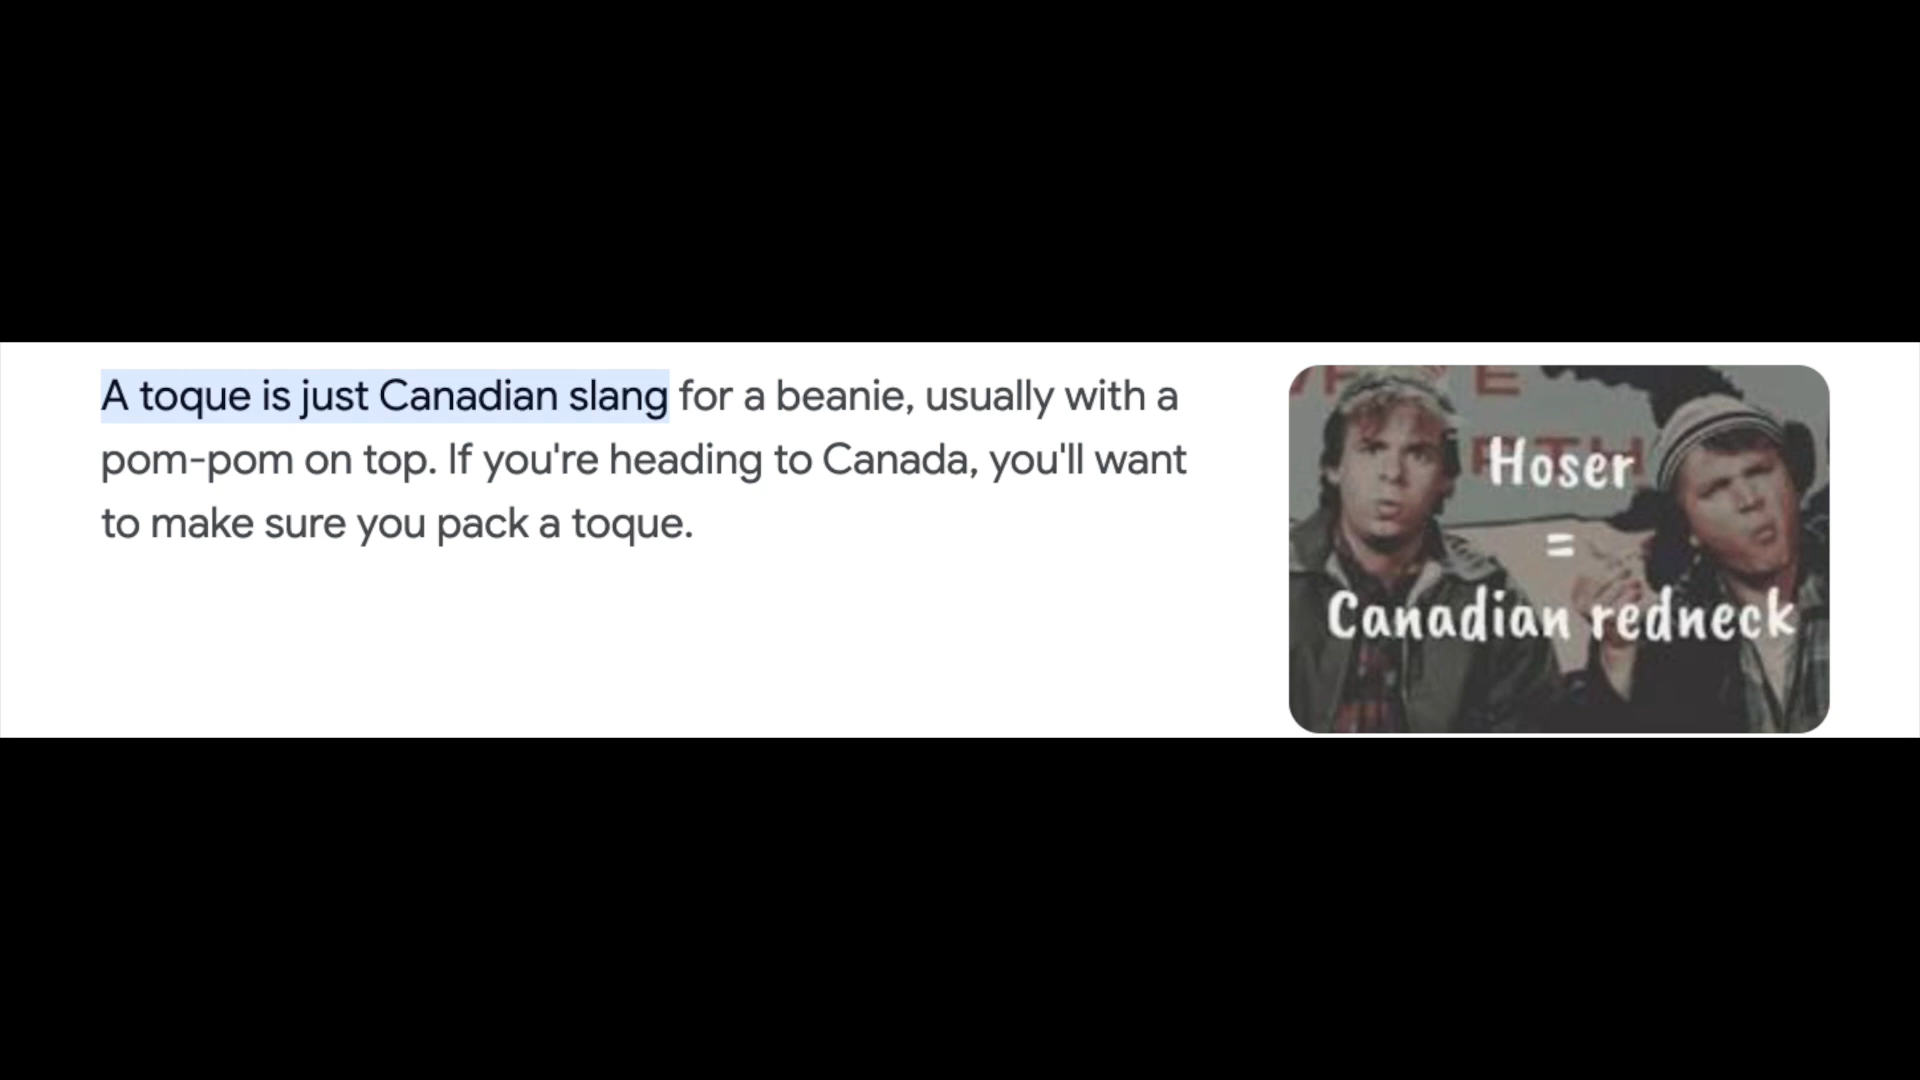 A toque is just Canadian slang for a beanie, usually with a
pom-pom on top. If you're heading to Canada, you'll want
to make sure you pack a toque.
Hoser
=
Canadian redneck